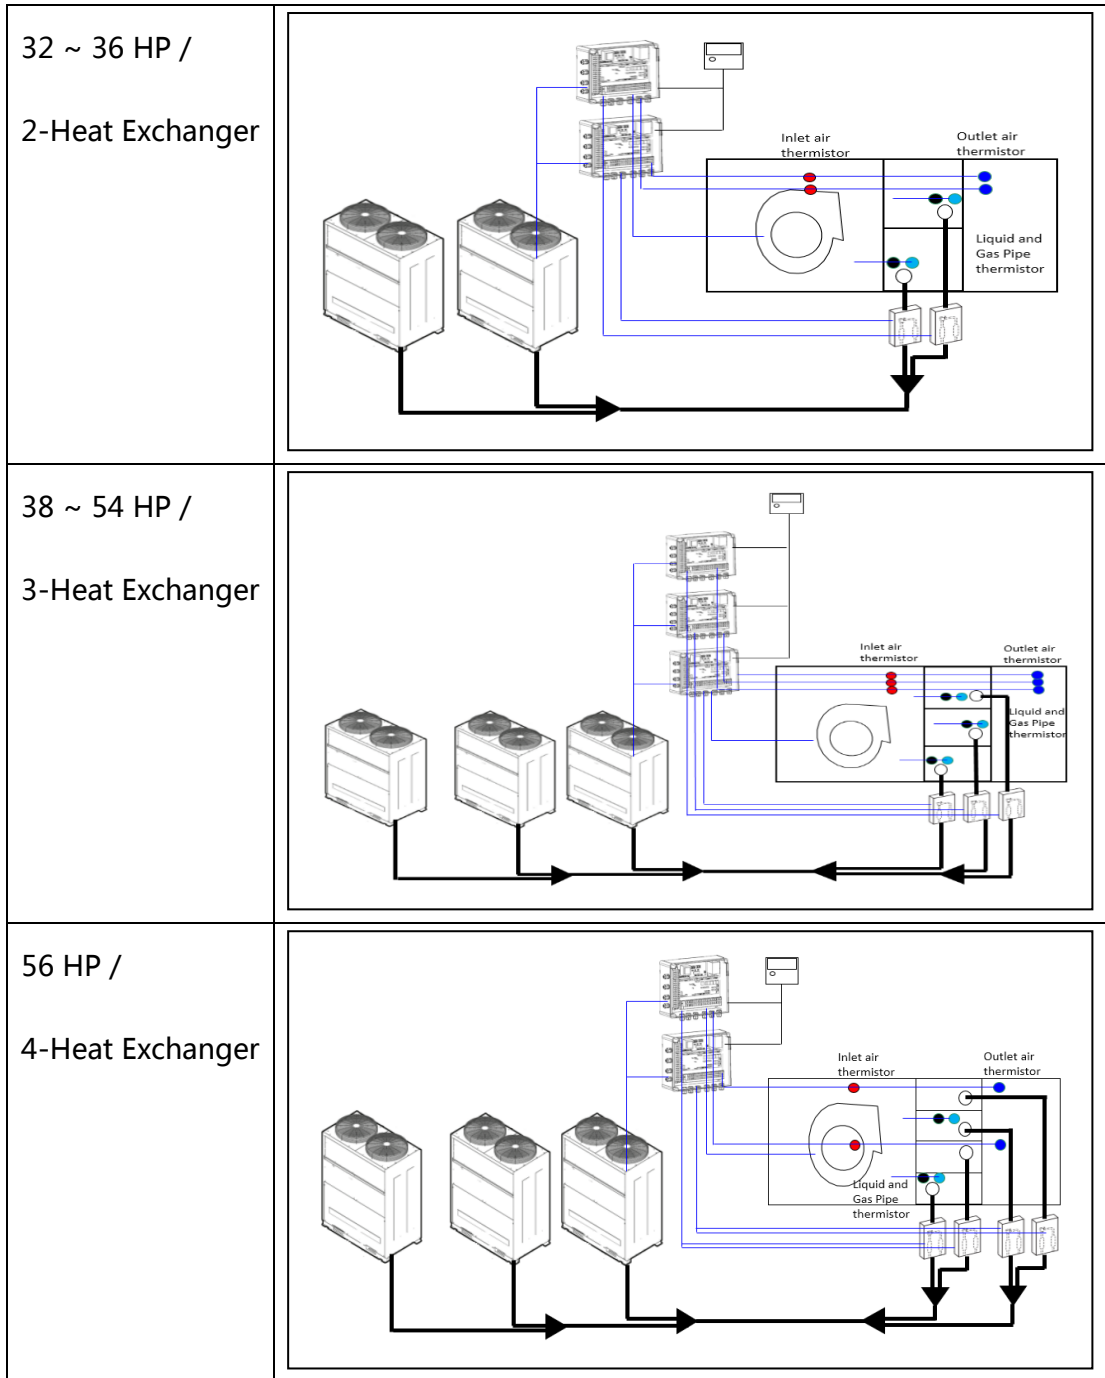 32 ~ 36 HP /
2-Heat Exchanger
Inlet air
thermistor
Outlet air
thermistor
Liquid and
Gas Pipe
thermistor
38 ~ 54 HP /
3-Heat Exchanger
Inlet air
thermistor
Outlet air
thermistor
Liquid and
Gas Pipe
thermistor
56 HP /
4-Heat Exchanger
Inlet air
thermistor
Outlet air
thermistor
Liquid and
Gas Pipe
thermistor